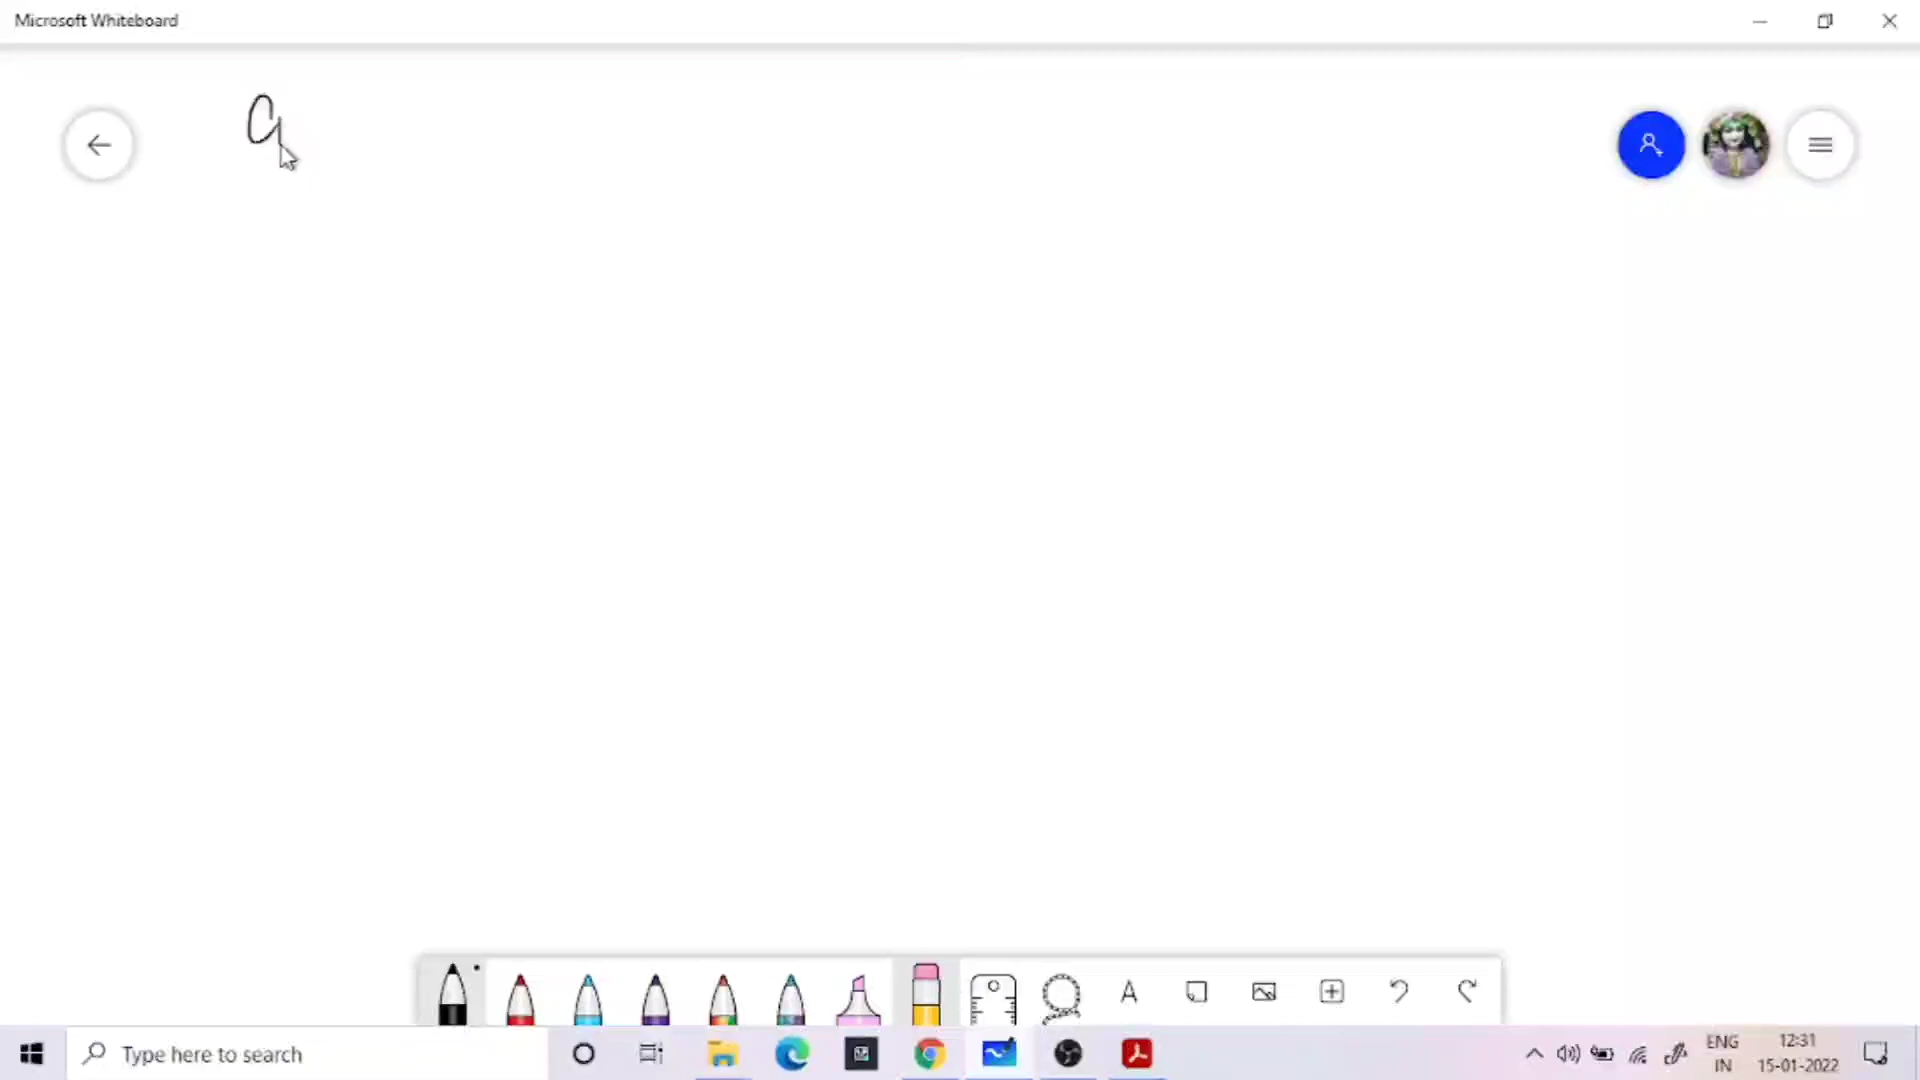 Microsoft Whiteboard
Type here to search
ENG
IN
12:31
15-01-2022